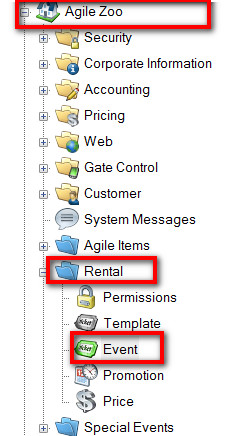 Agile Zoo
Security
Corporate Information
Accounting
Pricing
Web
Gate Control
Customer
System Messages
Agile Items
Rental
Permissions
Template
Event
Promotion
Price
Special Events